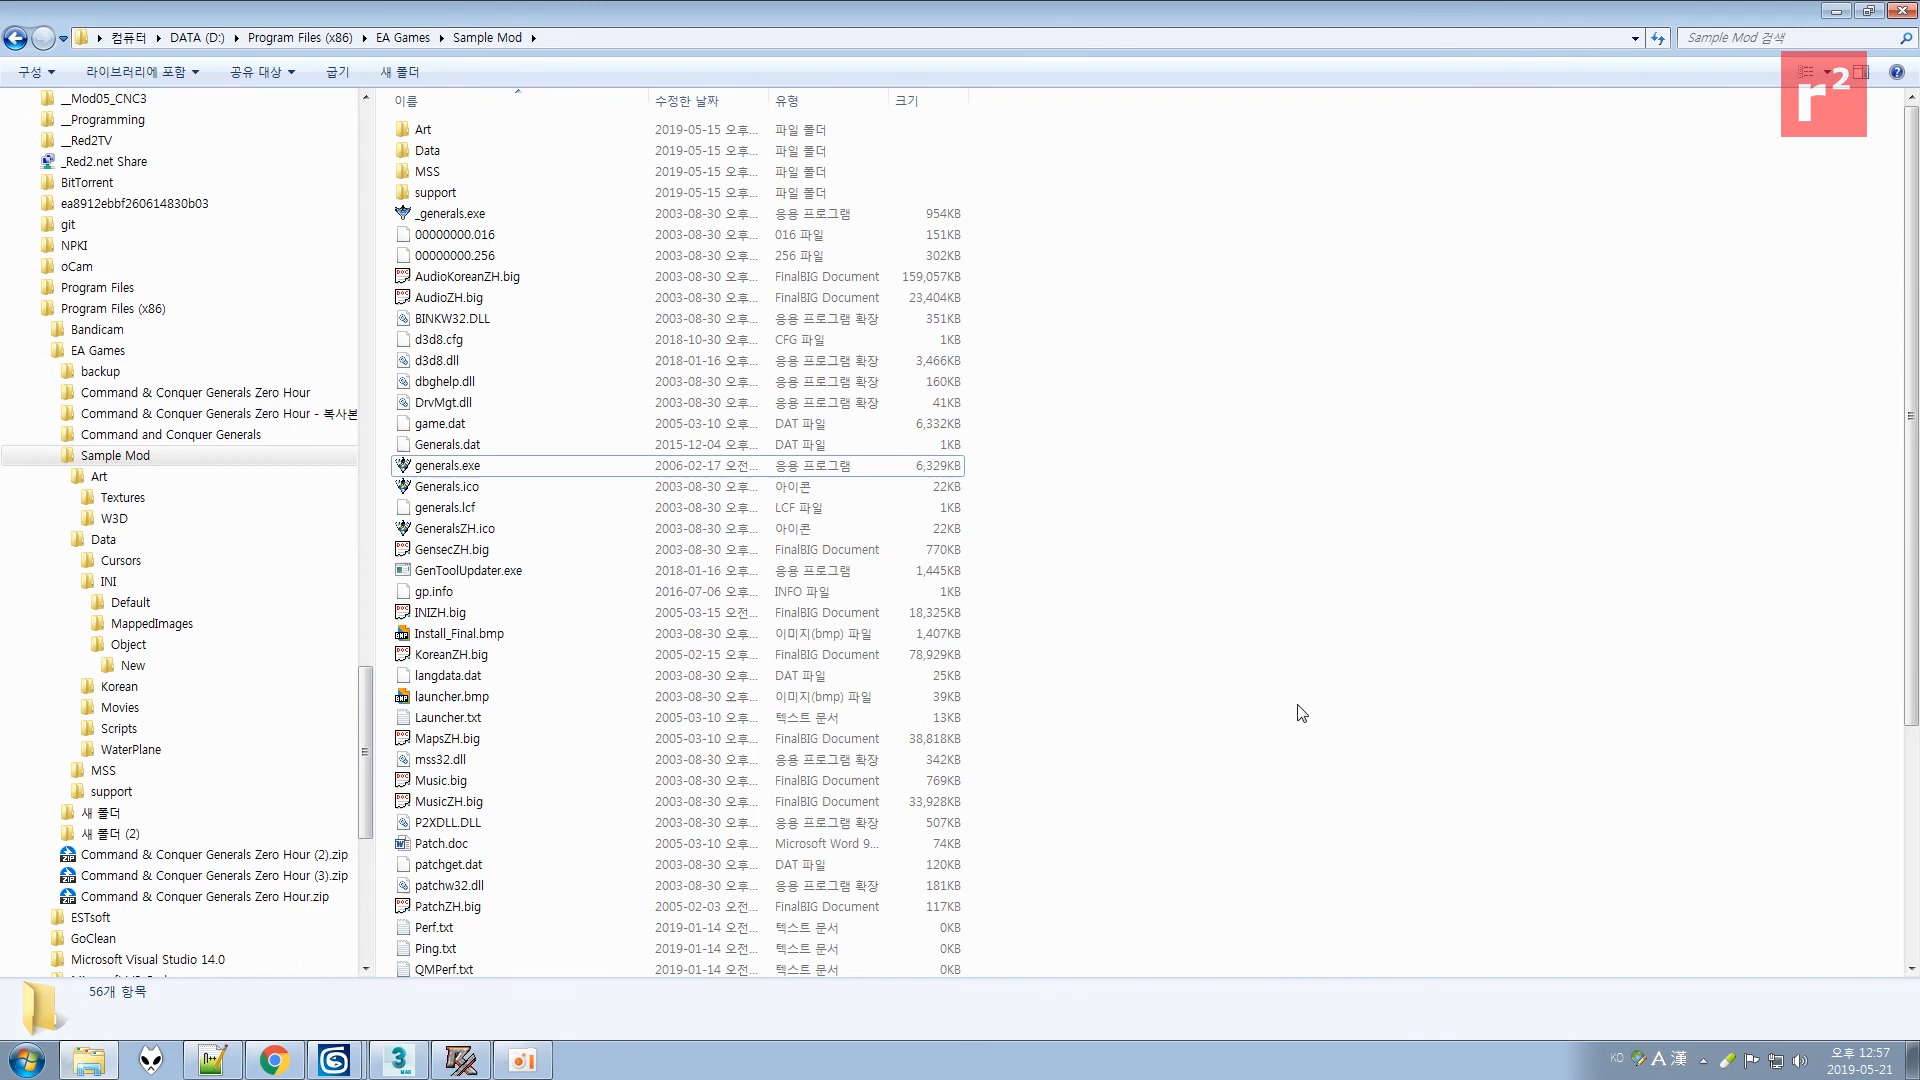 컴퓨터 DATA (D:) Program Files (x86) EA Games Sample Mod
Sample Mod 검색
구성 라이브러리에 포함 공유 대상 굽기 새 폴더
r2
__Mod05_CNC3
__Programming
__Red2TV
_Red2.net Share
BitTorrent
ea8912ebbf260614830b03
git
NPKI
oCam
Program Files
Program Files (x86)
Bandicam
EA Games
backup
Command & Conquer Generals Zero Hour
Command & Conquer Generals Zero Hour - 복사본
Command and Conquer Generals
Sample Mod
Art
Textures
W3D
Data
Cursors
INI
Default
MappedImages
Object
New
Korean
Movies
Scripts
WaterPlane
MSS
support
새 폴더
새 폴더 (2)
Command & Conquer Generals Zero Hour (2).zip
Command & Conquer Generals Zero Hour (3).zip
Command & Conquer Generals Zero Hour.zip
ESTsoft
GoClean
Microsoft Visual Studio 14.0
이름 수정한 날짜 유형 크기
Art 2019-05-15 오후... 파일 폴더
Data 2019-05-15 오후... 파일 폴더
MSS 2019-05-15 오후... 파일 폴더
support 2019-05-15 오후... 파일 폴더
_generals.exe 2003-08-30 오후... 응용 프로그램 954KB
00000000.016 2003-08-30 오후... 016 파일 151KB
00000000.256 2003-08-30 오후... 256 파일 302KB
AudioKoreanZH.big 2003-08-30 오후... FinalBIG Document 159,057KB
AudioZH.big 2003-08-30 오후... FinalBIG Document 23,404KB
BINKW32.DLL 2003-08-30 오후... 응용 프로그램 확장 351KB
d3d8.cfg 2018-10-30 오후... CFG 파일 1KB
d3d8.dll 2018-01-16 오후... 응용 프로그램 확장 3,466KB
dbghelp.dll 2003-08-30 오후... 응용 프로그램 확장 160KB
DrvMgt.dll 2003-08-30 오후... 응용 프로그램 확장 41KB
game.dat 2005-03-10 오후... DAT 파일 6,332KB
Generals.dat 2015-12-04 오후... DAT 파일 1KB
generals.exe 2006-02-17 오전... 응용 프로그램 6,329KB
Generals.ico 2003-08-30 오후... 아이콘 22KB
generals.lcf 2003-08-30 오후... LCF 파일 1KB
GeneralsZH.ico 2003-08-30 오후... 아이콘 22KB
GensecZH.big 2003-08-30 오후... FinalBIG Document 770KB
GenToolUpdater.exe 2018-01-16 오후... 응용 프로그램 1,445KB
gp.info 2016-07-06 오후... INFO 파일 1KB
INIZH.big 2005-03-15 오전... FinalBIG Document 18,325KB
Install_Final.bmp 2003-08-30 오후... 이미지(bmp) 파일 1,407KB
KoreanZH.big 2005-02-15 오후... FinalBIG Document 78,929KB
langdata.dat 2003-08-30 오후... DAT 파일 25KB
launcher.bmp 2003-08-30 오후... 이미지(bmp) 파일 39KB
Launcher.txt 2005-03-10 오후... 텍스트 문서 13KB
MapsZH.big 2005-03-10 오후... FinalBIG Document 38,818KB
mss32.dll 2003-08-30 오후... 응용 프로그램 확장 342KB
Music.big 2003-08-30 오후... FinalBIG Document 769KB
MusicZH.big 2003-08-30 오후... FinalBIG Document 33,928KB
P2XDLL.DLL 2003-08-30 오후... 응용 프로그램 확장 507KB
Patch.doc 2005-03-10 오후... Microsoft Word 9... 74KB
patchget.dat 2003-08-30 오후... DAT 파일 120KB
patchw32.dll 2003-08-30 오후... 응용 프로그램 확장 181KB
PatchZH.big 2005-02-03 오전... FinalBIG Document 117KB
Perf.txt 2019-01-14 오전... 텍스트 문서 0KB
Ping.txt 2019-01-14 오전... 텍스트 문서 0KB
QMPerf.txt 2019-01-14 오전... 텍스트 문서 0KB
56개 항목
KO A 漢 오후 12:57
2019-05-21